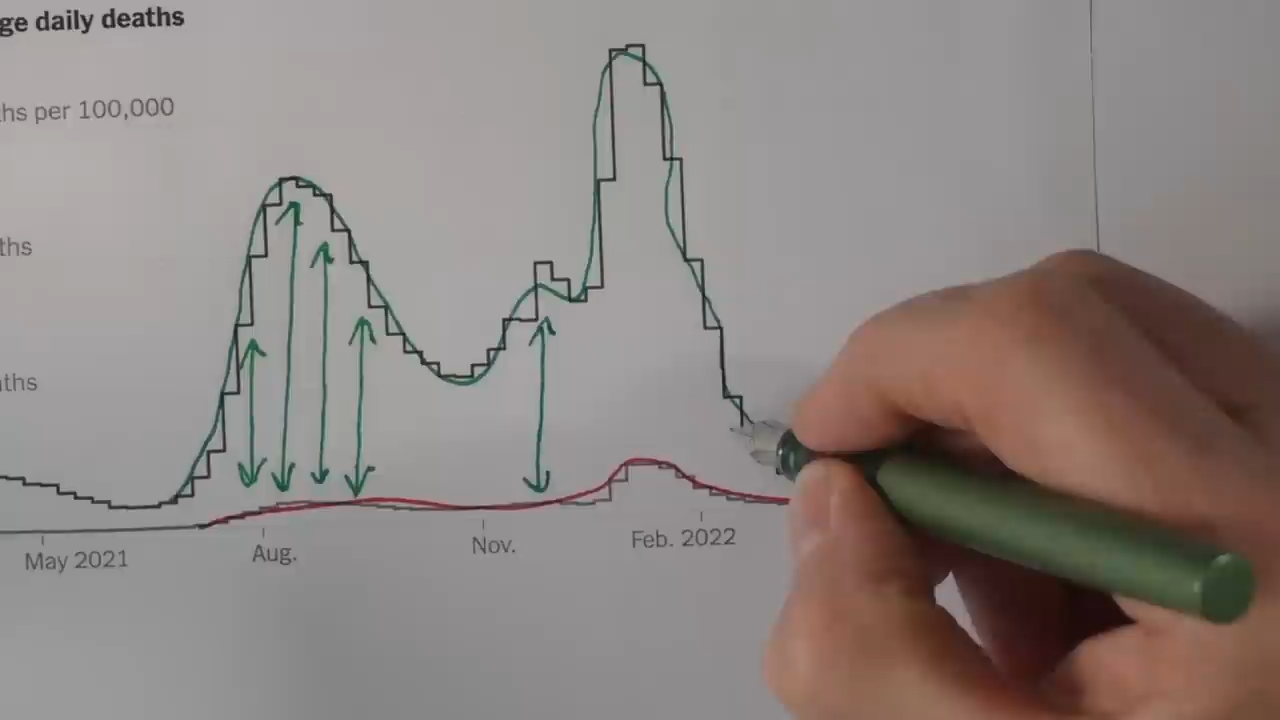 ge daily deaths
ths per 100,000
ths
aths
May 2021
Aug.
Nov.
Feb. 2022